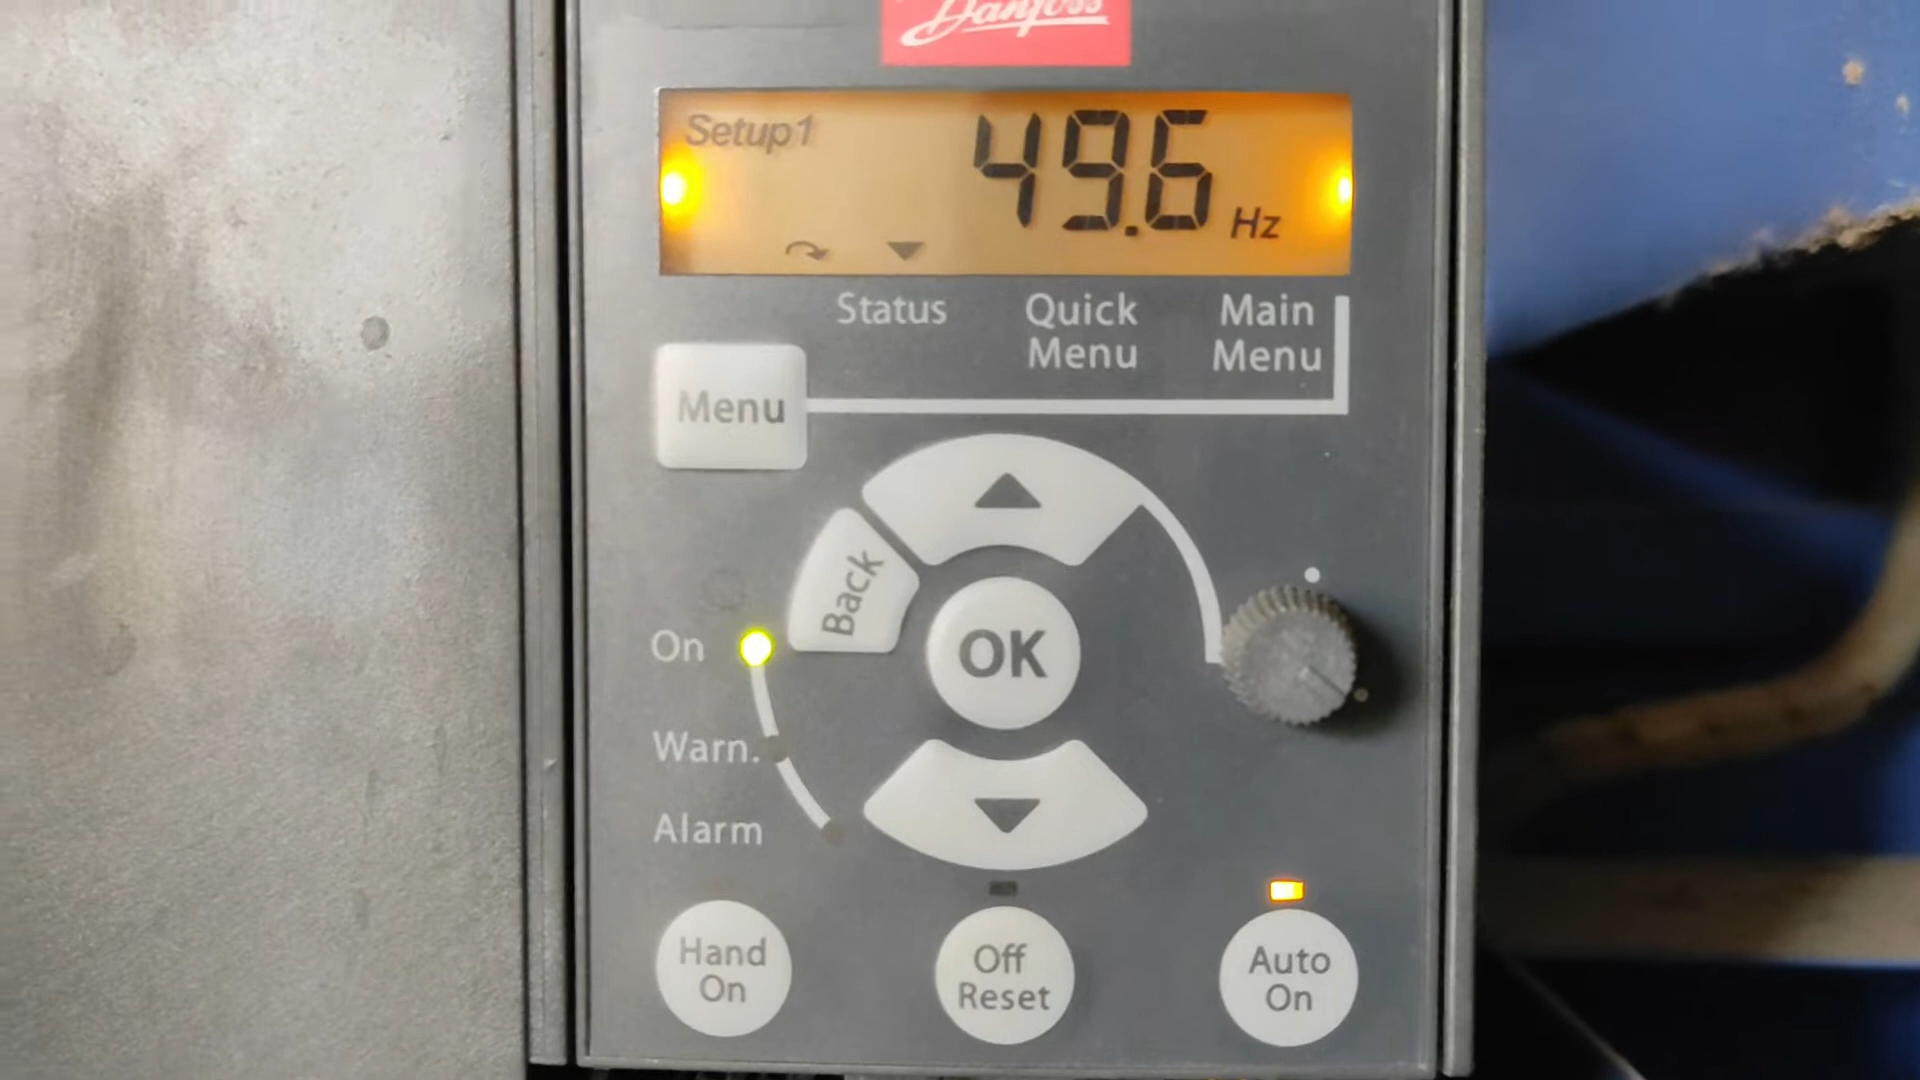 Danfoss
Setup1
49.6 Hz
Status
Quick Menu
Main Menu
Menu
Back
OK
On
Warn.
Alarm
Hand On
Off Reset
Auto On